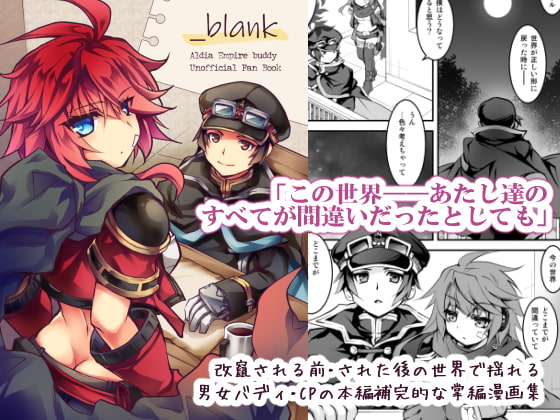 _blank
Aldia Empire buddy
Unofficial Fan Book
僕はどうなって
ると思う?
世界が正しい形に
戻った時に――
うん
…色々考えちゃって
「この世界――あたし達の
すべてが間違いだったとしても」
今の世界
どこまでが
間違っていて
どこまでが
改竄される前・された後の世界で揺れる
男女バディ・CPの本編補完的な掌編漫画集